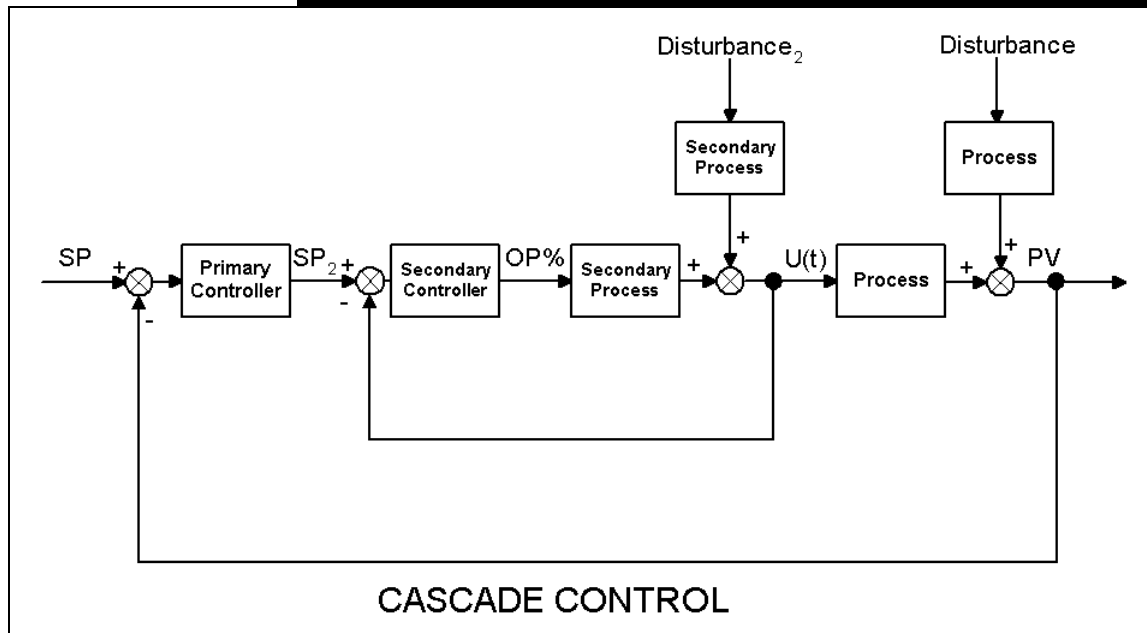 Disturbance₂
Disturbance
Secondary
Process
Process
+
+
SP
+
-
Primary
Controller
SP₂
+
-
Secondary
Controller
OP%
Secondary
Process
+
U(t)
Process
+
PV
CASCADE CONTROL